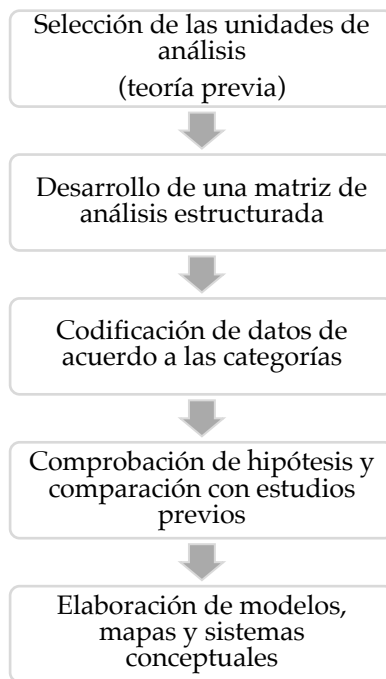 Selección de las unidades de
análisis
(teoría previa)
Desarrollo de una matriz de
análisis estructurada
Codificación de datos de
acuerdo a las categorías
Comprobación de hipótesis y
comparación con estudios
previos
Elaboración de modelos,
mapas y sistemas
conceptuales